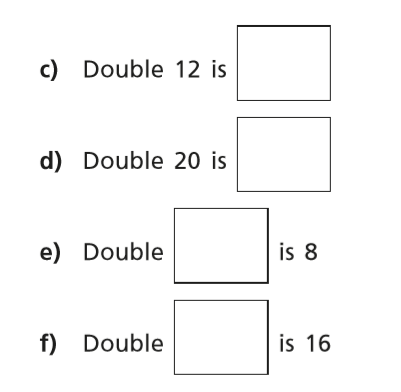 c) Double 12 is
d) Double 20 is
e) Double is 8
f) Double is 16